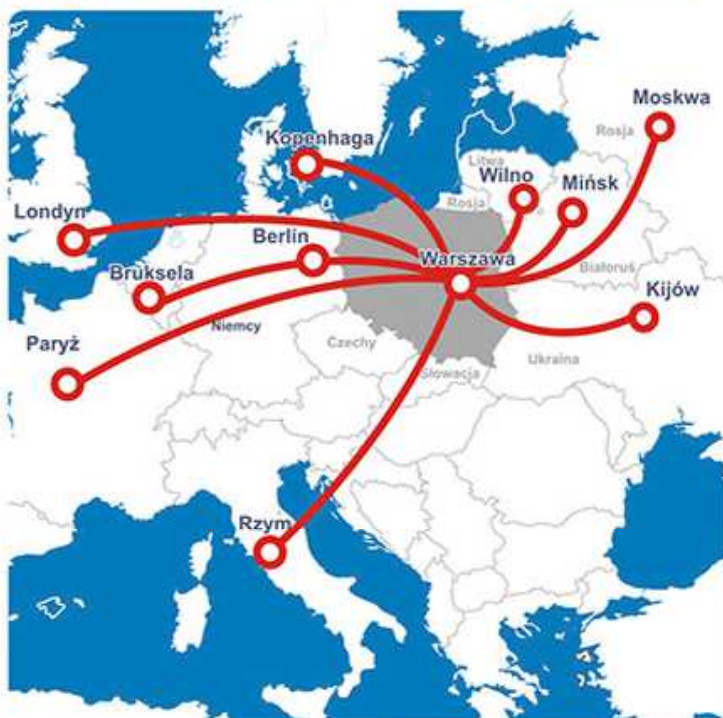 Moskwa
Rosja
Kopenhaga
Litwa
Wilno
Mińsk
Rosja
Londyn
Berlin
Warszawa
Białoruś
Bruksela
Kijów
Niemcy
Paryż
Czechy
Ukraina
Słowacja
Rzym